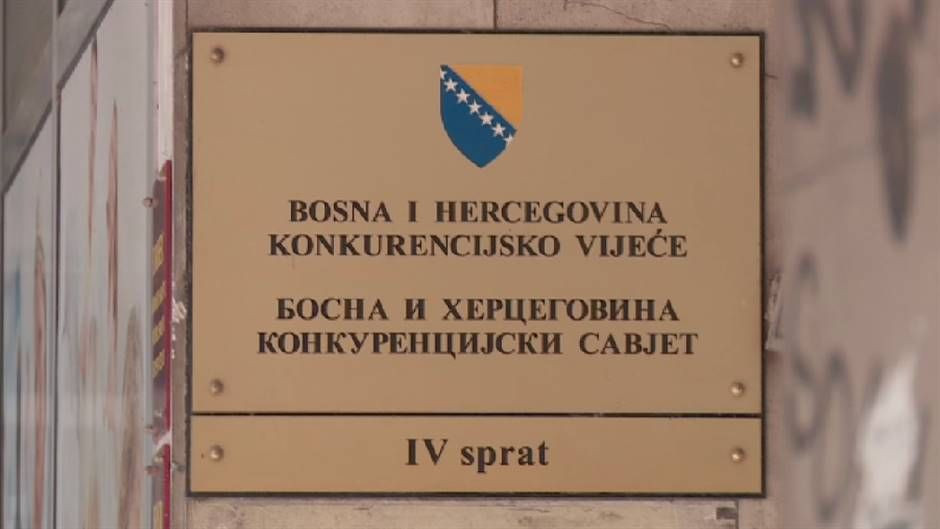 BOSNA I HERCEGOVINA
KONKURENCIJSKO VIJEĆE
БОСНА И ХЕРЦЕГОВИНА
КОНКУРЕНЦИЈСКИ САВЈЕТ
IV sprat